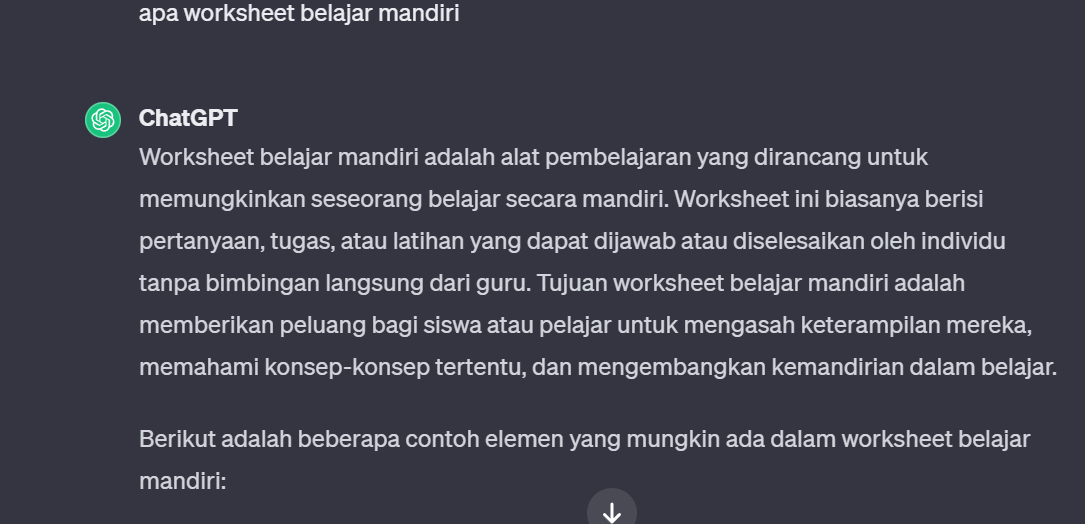 apa worksheet belajar mandiri
ChatGPT
Worksheet belajar mandiri adalah alat pembelajaran yang dirancang untuk
memungkinkan seseorang belajar secara mandiri. Worksheet ini biasanya berisi
pertanyaan, tugas, atau latihan yang dapat dijawab atau diselesaikan oleh individu
tanpa bimbingan langsung dari guru. Tujuan worksheet belajar mandiri adalah
memberikan peluang bagi siswa atau pelajar untuk mengasah keterampilan mereka,
memahami konsep-konsep tertentu, dan mengembangkan kemandirian dalam belajar.
Berikut adalah beberapa contoh elemen yang mungkin ada dalam worksheet belajar
mandiri: